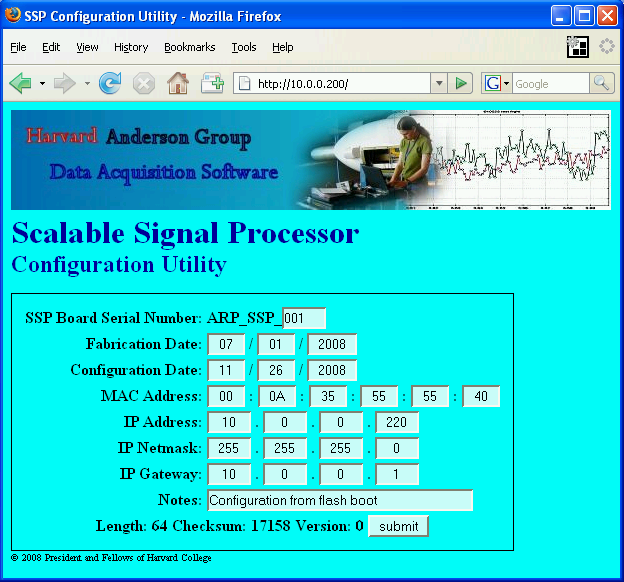 SSP Configuration Utility - Mozilla Firefox
File Edit View History Bookmarks Tools Help
http://10.0.0.200/ G Google
Harvard Anderson Group
Data Acquisition Software
Scalable Signal Processor
Configuration Utility
SSP Board Serial Number: ARP_SSP_ 001
Fabrication Date: 07 / 01 / 2008
Configuration Date: 11 / 26 / 2008
MAC Address: 00 : 0A : 35 : 55 : 55 : 40
IP Address: 10 . 0 . 0 . 220
IP Netmask: 255 . 255 . 255 . 0
IP Gateway: 10 . 0 . 0 . 1
Notes: Configuration from flash boot
Length: 64 Checksum: 17158 Version: 0 submit
© 2008 President and Fellows of Harvard College